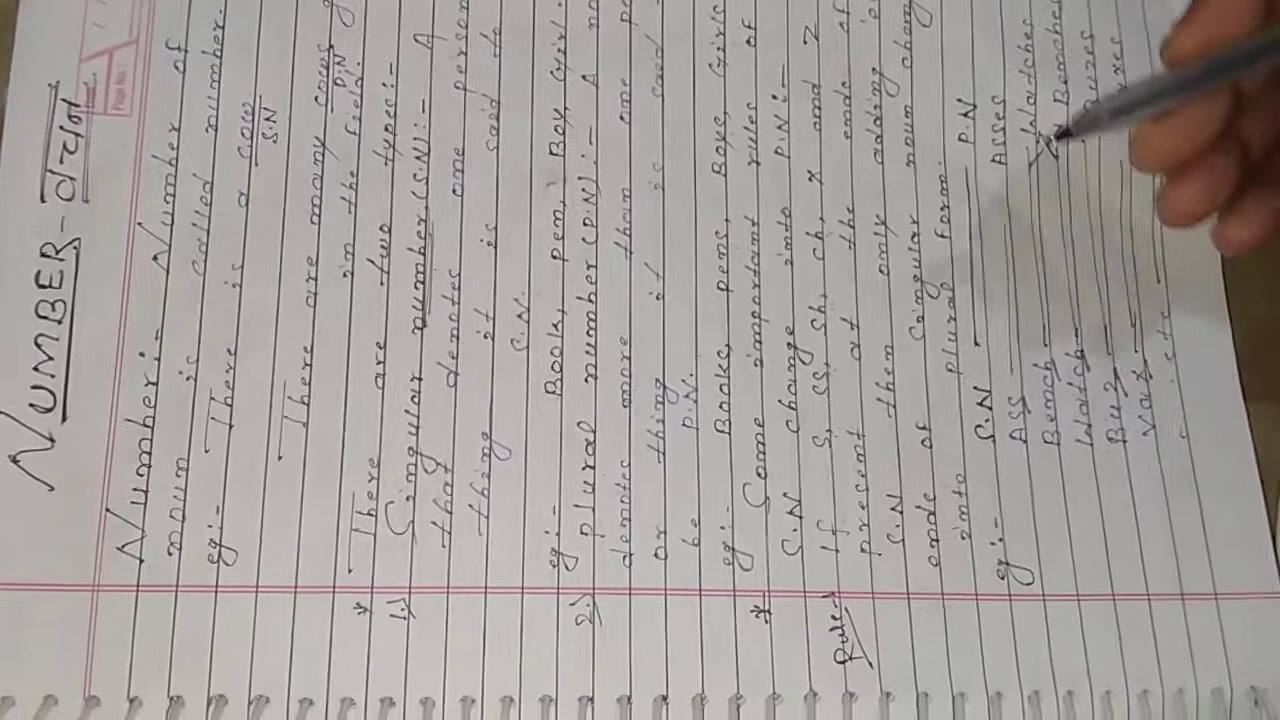 NUMBER - वचन
Page No:
Number:- Number of
noun is called number.
eg:- There is a cow
S.N
There are many cows
P.N
in the field.
* There are two types:-
1.) Singular number (S.N):- A
that denotes one person
thing it is said to
S.N.
eg:- Book, pen, Boy, Girl.
2.) plural number (P.N):- A
denotes more than one
or thing it is said
be P.N.
eg:- Books, pens, Boys, Girls
* Some important rules of
S.N change into P.N:-
Rule-1 If S, SS, Sh, ch, x and Z
present at the ends of
S.N then only adding
ends of Singular noun
into plural form.
S.N P.N
eg:- Ass Asses
Bench Watches
Watch Benches
Buz
Vax
etc